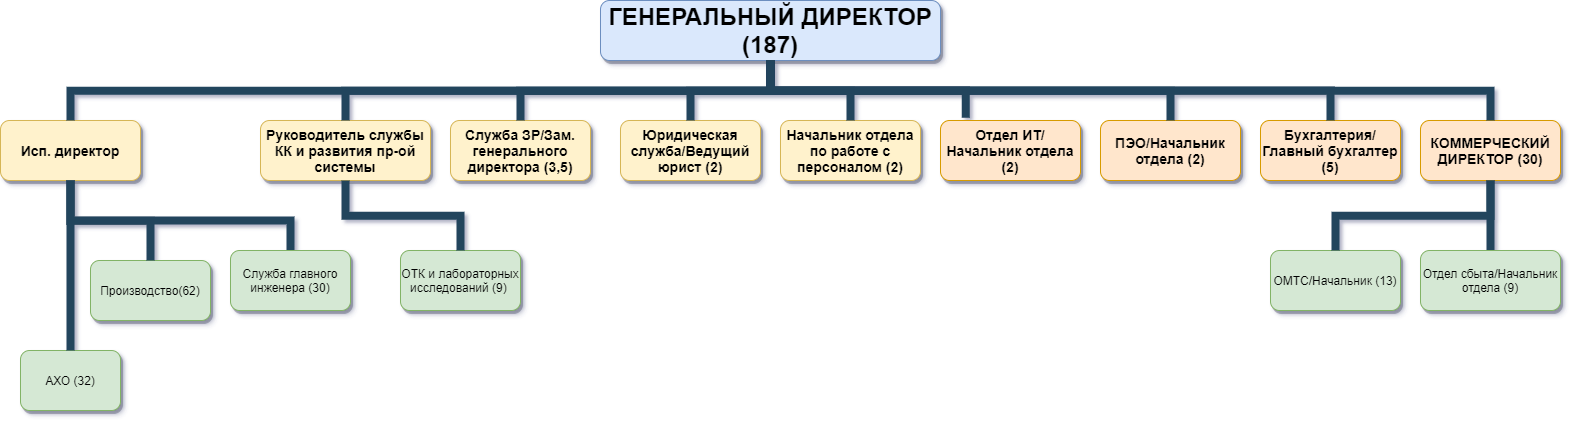 ГЕНЕРАЛЬНЫЙ ДИРЕКТОР
(187)
Исп. директор
Руководитель службы
КК и развития пр-ой
системы
Служба ЗР/Зам.
генерального
директора (3,5)
Юридическая
служба/Ведущий
юрист (2)
Начальник отдела
по работе с
персоналом (2)
Отдел ИТ/
Начальник отдела
(2)
ПЭО/Начальник
отдела (2)
Бухгалтерия/
Главный бухгалтер
(5)
КОММЕРЧЕСКИЙ
ДИРЕКТОР (30)
Производство(62)
Служба главного
инженера (30)
ОТК и лабораторных
исследований (9)
ОМТС/Начальник (13)
Отдел сбыта/Начальник
отдела (9)
АХО (32)